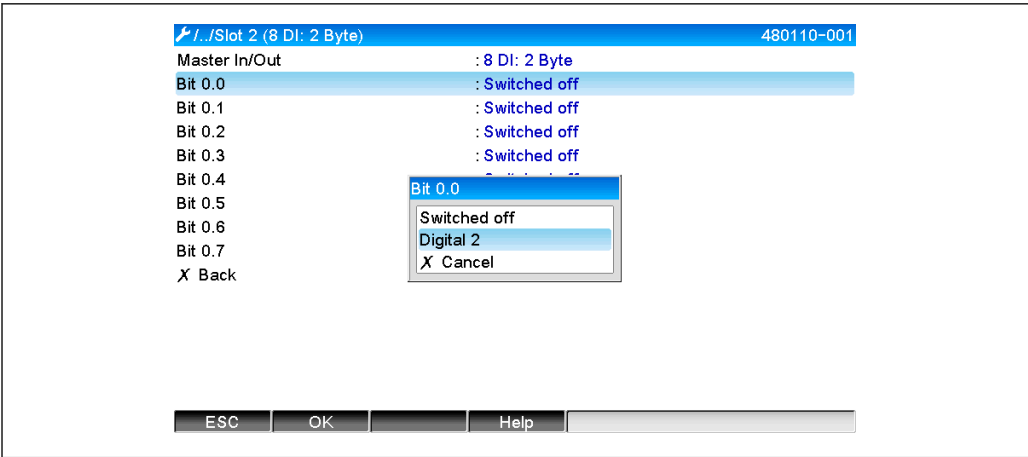 /../Slot 2 (8 DI: 2 Byte) 480110-001
Master In/Out : 8 DI: 2 Byte
Bit 0.0 : Switched off
Bit 0.1 : Switched off
Bit 0.2 : Switched off
Bit 0.3 : Switched off
Bit 0.4
Bit 0.5
Bit 0.6
Bit 0.7
X Back
Bit 0.0
Switched off
Digital 2
X Cancel
ESC OK Help